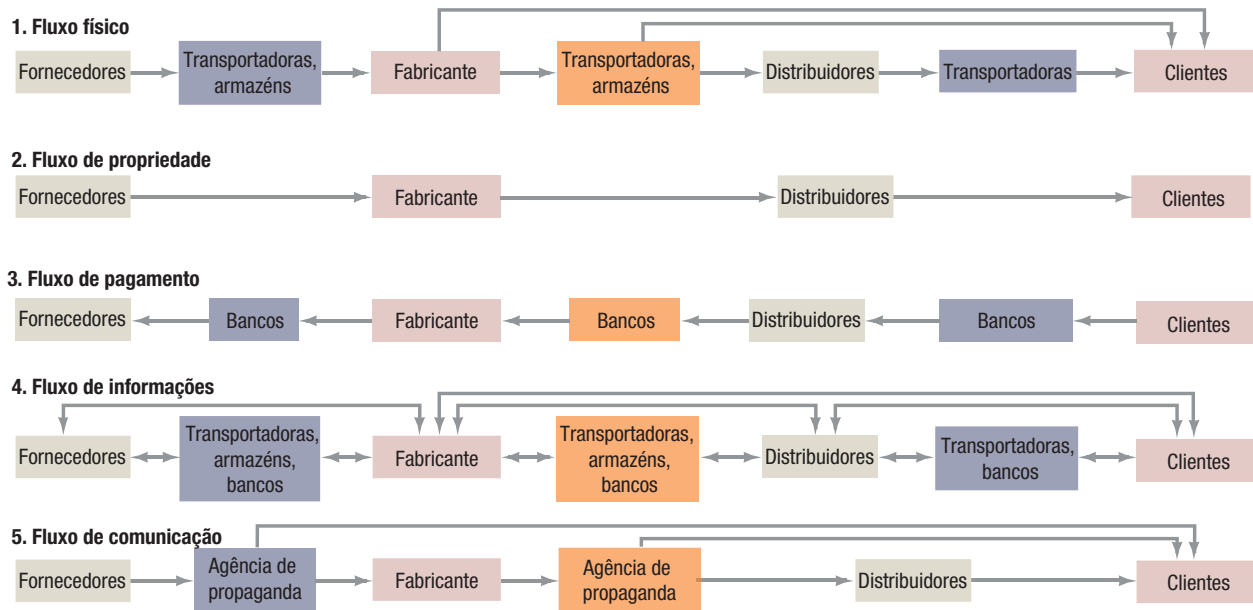 1. Fluxo físico
Fornecedores
Transportadoras,
armazéns
Fabricante
Transportadoras,
armazéns
Distribuidores
Transportadoras
Clientes
2. Fluxo de propriedade
Fornecedores
Fabricante
Distribuidores
Clientes
3. Fluxo de pagamento
Fornecedores
Bancos
Fabricante
Bancos
Distribuidores
Bancos
Clientes
4. Fluxo de informações
Fornecedores
Transportadoras,
armazéns,
bancos
Fabricante
Transportadoras,
armazéns,
bancos
Distribuidores
Transportadoras,
bancos
Clientes
5. Fluxo de comunicação
Fornecedores
Agência de
propaganda
Fabricante
Agência de
propaganda
Distribuidores
Clientes